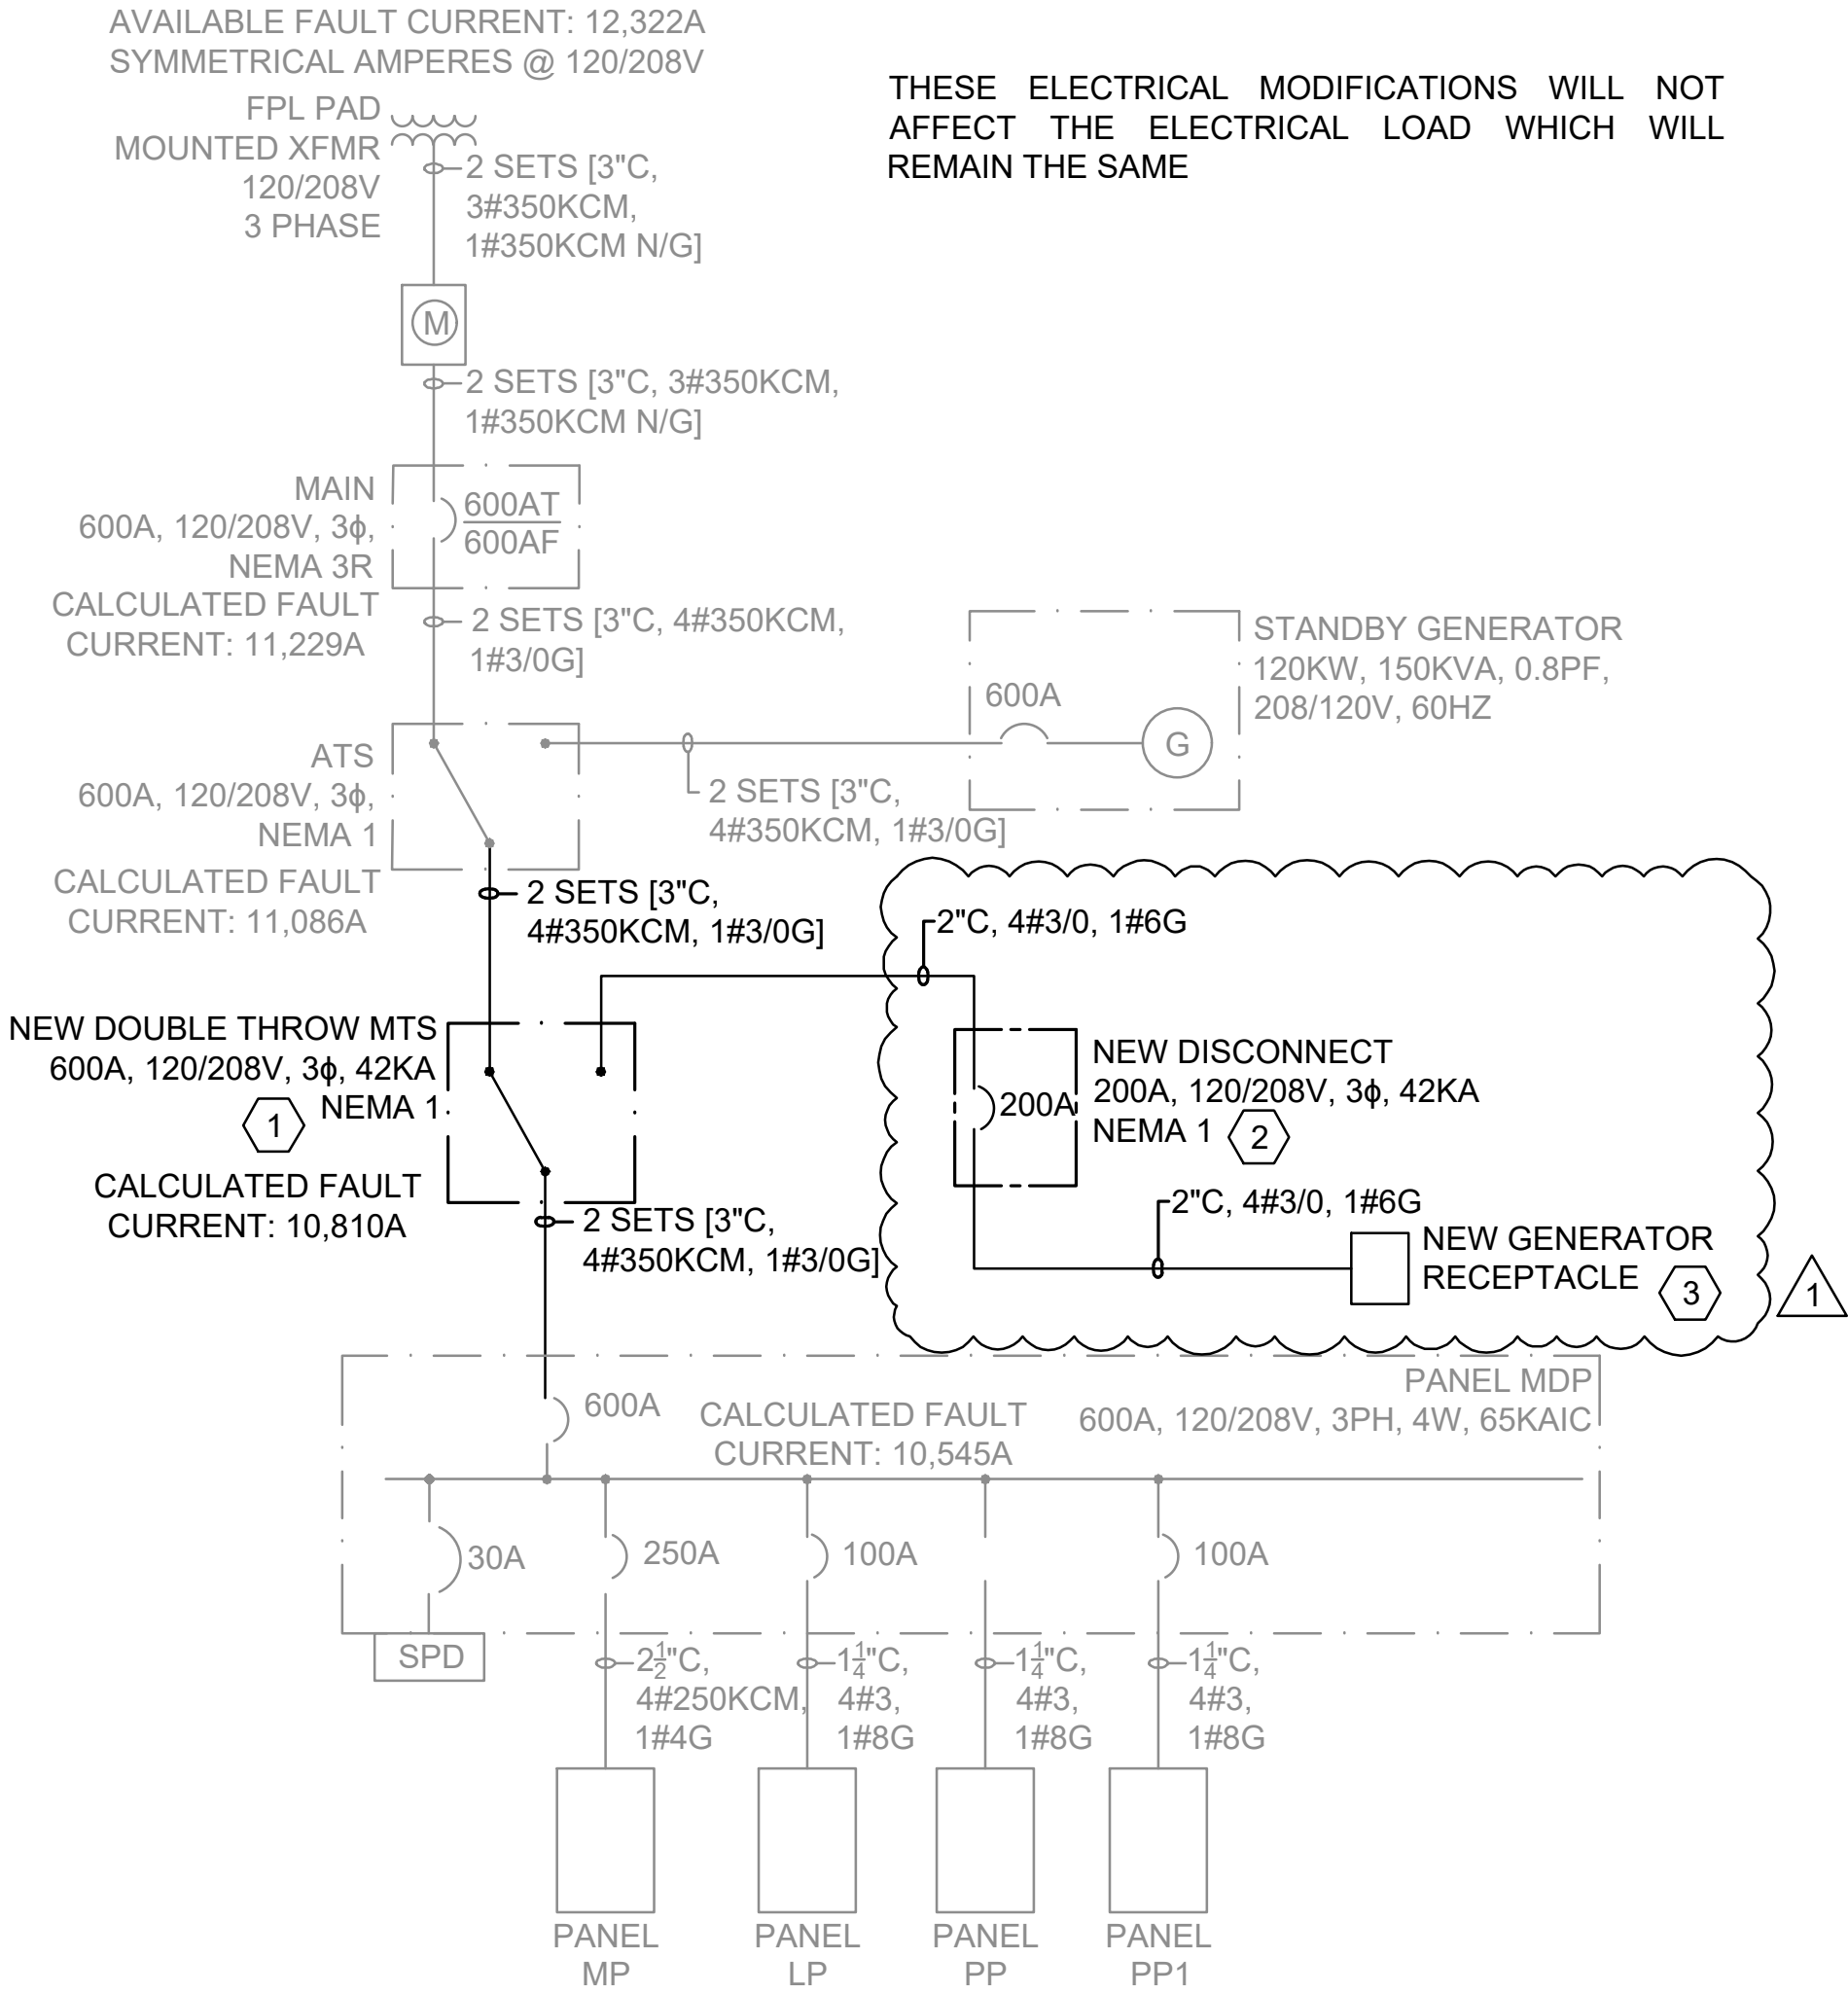 AVAILABLE FAULT CURRENT: 12,322A
SYMMETRICAL AMPERES @ 120/208V
THESE ELECTRICAL MODIFICATIONS WILL NOT
AFFECT THE ELECTRICAL LOAD WHICH WILL
REMAIN THE SAME
FPL PAD
MOUNTED XFMR
120/208V
3 PHASE
2 SETS [3"C,
3#350KCM,
1#350KCM N/G]
M
2 SETS [3"C, 3#350KCM,
1#350KCM N/G]
MAIN
600A, 120/208V, 3ϕ,
NEMA 3R
600AT
600AF
CALCULATED FAULT
CURRENT: 11,229A
2 SETS [3"C, 4#350KCM,
1#3/0G]
STANDBY GENERATOR
120KW, 150KVA, 0.8PF,
208/120V, 60HZ
600A
G
ATS
600A, 120/208V, 3ϕ,
NEMA 1
2 SETS [3"C,
4#350KCM, 1#3/0G]
CALCULATED FAULT
CURRENT: 11,086A
2 SETS [3"C,
4#350KCM, 1#3/0G]
2"C, 4#3/0, 1#6G
NEW DOUBLE THROW MTS
600A, 120/208V, 3ϕ, 42KA
NEMA 1
1
NEW DISCONNECT
200A, 120/208V, 3ϕ, 42KA
NEMA 1
2
200A
CALCULATED FAULT
CURRENT: 10,810A
2 SETS [3"C,
4#350KCM, 1#3/0G]
2"C, 4#3/0, 1#6G
NEW GENERATOR
RECEPTACLE
3
1
PANEL MDP
600A, 120/208V, 3PH, 4W, 65KAIC
600A
CALCULATED FAULT
CURRENT: 10,545A
30A
250A
100A
100A
SPD
2½"C,
4#250KCM,
1#4G
1¼"C,
4#3,
1#8G
1¼"C,
4#3,
1#8G
1¼"C,
4#3,
1#8G
PANEL
MP
PANEL
LP
PANEL
PP
PANEL
PP1